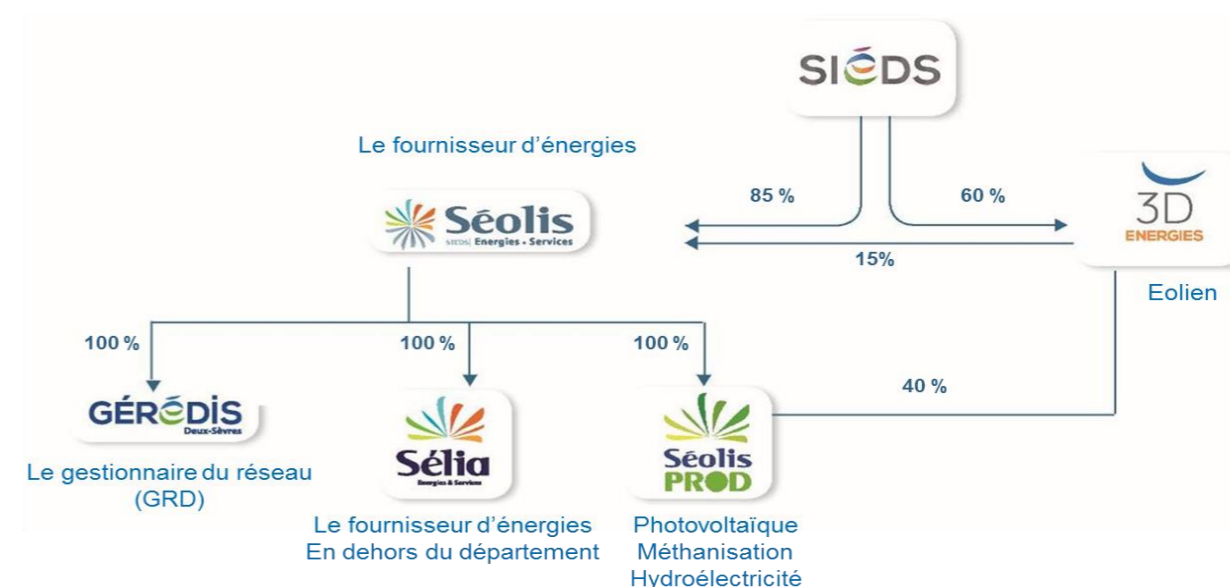 SIÉDS
Le fournisseur d'énergies
85 %
60 %
3D
ENERGIES
Séolis
SIEDS| Energies - Services
15%
Eolien
100 %
100 %
100 %
40 %
GÉRÉDIS
Deux-Sèvres
Sélia
Energies & Services
Séolis
PROD
Le gestionnaire du réseau
(GRD)
Le fournisseur d'énergies
En dehors du département
Photovoltaïque
Méthanisation
Hydroélectricité